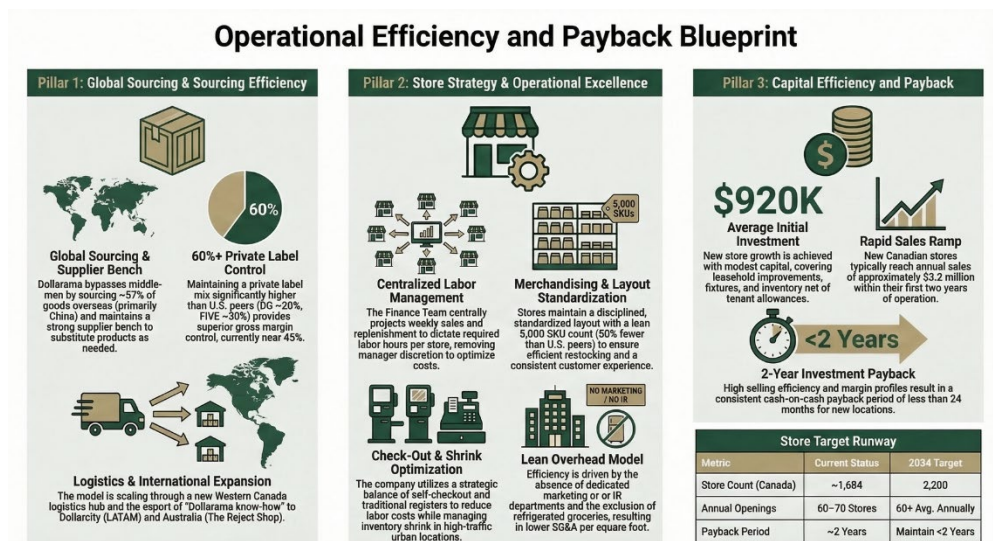 Operational Efficiency and Payback Blueprint
Pillar 1: Global Sourcing & Sourcing Efficiency
60%
Global Sourcing &
Supplier Bench
Dollarama bypasses middle-
men by sourcing ~57% of
goods overseas (primarily
China) and maintains a
strong supplier bench to
substitute products as
needed.
60%+ Private Label
Control
Maintaining a private label
mix significantly higher
than U.S. peers (DG ~20%,
FIVE ~30%) provides
superior gross margin
control, currently near 45%.
Logistics & International Expansion
The model is scaling through a new Western Canada
logistics hub and the esport of "Dollarama know-how" to
Dollarcity (LATAM) and Australia (The Reject Shop).
Pillar 2: Store Strategy & Operational Excellence
5,000
SKUs
Centralized Labor
Management
The Finance Team centrally
projects weekly sales and
replenishment to dictate required
labor hours per store, removing
manager discretion to optimize
costs.
Merchandising & Layout
Standardization
Stores maintain a disciplined,
standardized layout with a lean
5,000 SKU count (50% fewer
than U.S. peers) to ensure
efficient restocking and a
consistent customer experience.
Check-Out & Shrink
Optimization
The company utilizes a strategic
balance of self-checkout and
traditional registers to reduce
labor costs while managing
inventory shrink in high-traffic
urban locations.
NO MARKETING
/ NO IR
Lean Overhead Model
Efficiency is driven by the
absence of dedicated
marketing or or IR
departments and the exclusion of
refrigerated groceries, resulting
in lower SG&A per equare foot.
Pillar 3: Capital Efficiency and Payback
$
$920K
Average Initial
Investment
New store growth is achieved
with modest capital, covering
leasehold improvements,
fixtures, and inventory net of
tenant allowances.
Rapid Sales Ramp
New Canadian stores
typically reach annual sales
of approximately $3.2 million
within their first two years
of operation.
<2 Years
2-Year Investment Payback
High selling efficiency and margin profiles result in a
consistent cash-on-cash payback period of less than 24
months for new locations.
Store Target Runway
Metric Current Status 2034 Target
Store Count (Canada) ~1,684 2,200
Annual Openings 60–70 Stores 60+ Avg. Annually
Payback Period ~2 Years Maintain <2 Years